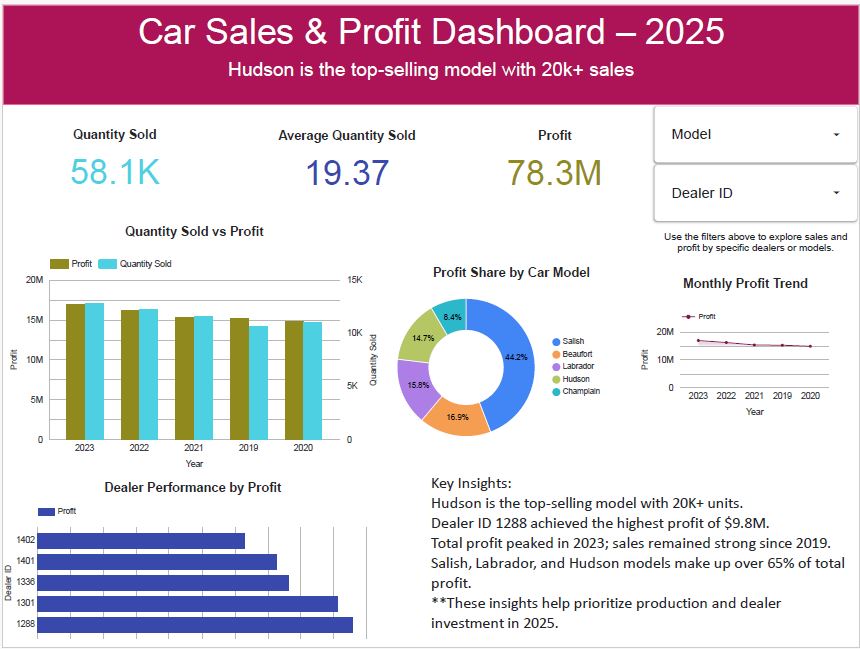 Car Sales & Profit Dashboard – 2025
Hudson is the top-selling model with 20k+ sales
Quantity Sold
58.1K
Average Quantity Sold
19.37
Profit
78.3M
Model
Dealer ID
Use the filters above to explore sales and
profit by specific dealers or models.
Quantity Sold vs Profit
Profit
Quantity Sold
20M
15M
10M
5M
0
15K
10K
5K
0
Profit
Quantity Sold
2023
2022
2021
2019
2020
Year
Profit Share by Car Model
44.2%
16.9%
15.8%
14.7%
8.4%
Salish
Beaufort
Labrador
Hudson
Champlain
Monthly Profit Trend
Profit
20M
10M
0
Profit
2023
2022
2021
2019
2020
Year
Dealer Performance by Profit
Profit
Dealer ID
1402
1401
1336
1301
1288
Key Insights:
Hudson is the top-selling model with 20K+ units.
Dealer ID 1288 achieved the highest profit of $9.8M.
Total profit peaked in 2023; sales remained strong since 2019.
Salish, Labrador, and Hudson models make up over 65% of total
profit.
**These insights help prioritize production and dealer
investment in 2025.